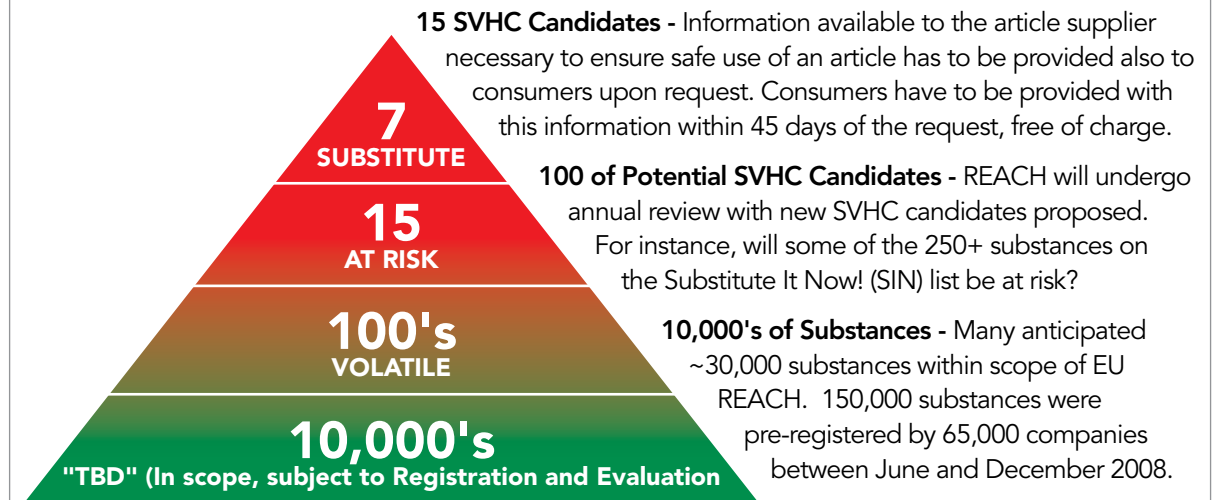 15 SVHC Candidates - Information available to the article supplier
necessary to ensure safe use of an article has to be provided also to
consumers upon request. Consumers have to be provided with
this information within 45 days of the request, free of charge.
7
SUBSTITUTE
100 of Potential SVHC Candidates - REACH will undergo
annual review with new SVHC candidates proposed.
For instance, will some of the 250+ substances on
the Substitute It Now! (SIN) list be at risk?
15
AT RISK
10,000's of Substances - Many anticipated
~30,000 substances within scope of EU
REACH.  150,000 substances were
pre-registered by 65,000 companies
between June and December 2008.
100's
VOLATILE
10,000's
"TBD" (In scope, subject to Registration and Evaluation